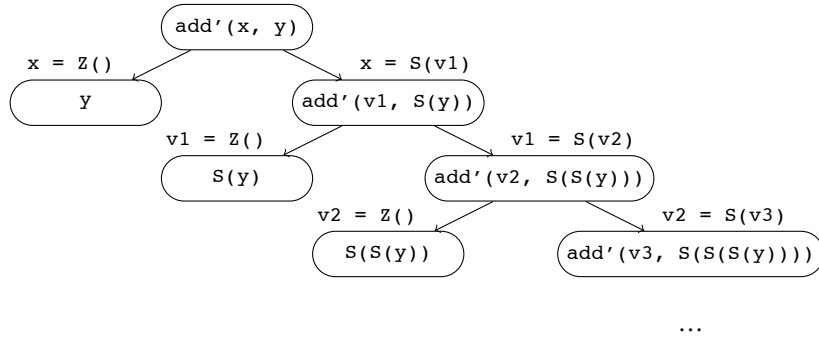 add’(x, y)
x = Z()
x = S(v1)
y
add’(v1, S(y))
v1 = Z()
v1 = S(v2)
S(y)
add’(v2, S(S(y)))
v2 = Z()
v2 = S(v3)
S(S(y))
add’(v3, S(S(S(y))))
...